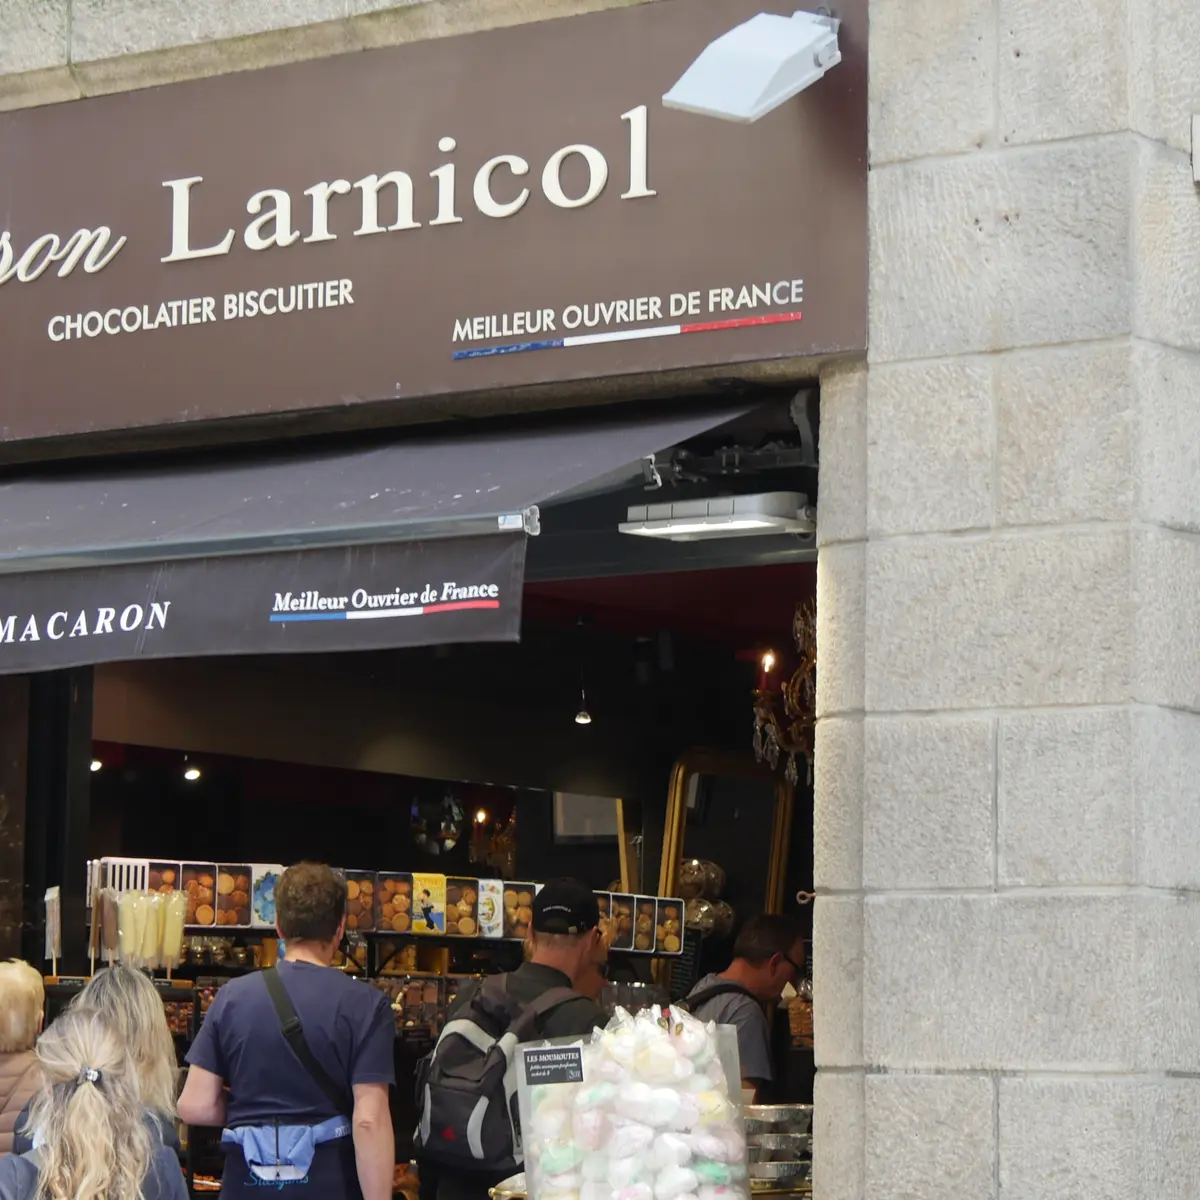 son Larnicol
CHOCOLATIER BISCUITIER
MEILLEUR OUVRIER DE FRANCE
MACARON
Meilleur Ouvrier de France
LES MOUMOUTES